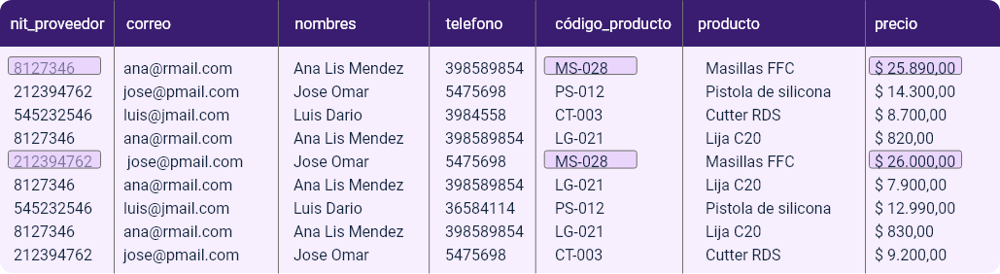 nit_proveedor correo nombres telefono código_producto producto precio
8127346 ana@rmail.com Ana Lis Mendez 398589854 MS-028 Masillas FFC $ 25.890,00
212394762 jose@pmail.com Jose Omar 5475698 PS-012 Pistola de silicona $ 14.300,00
545232546 luis@jmail.com Luis Dario 3984558 CT-003 Cutter RDS $ 8.700,00
8127346 ana@rmail.com Ana Lis Mendez 398589854 LG-021 Lija C20 $ 820,00
212394762 jose@pmail.com Jose Omar 5475698 MS-028 Masillas FFC $ 26.000,00
8127346 ana@rmail.com Ana Lis Mendez 398589854 LG-021 Lija C20 $ 7.900,00
545232546 luis@jmail.com Luis Dario 36584114 PS-012 Pistola de silicona $ 12.990,00
8127346 ana@rmail.com Ana Lis Mendez 398589854 LG-021 Lija C20 $ 830,00
212394762 jose@pmail.com Jose Omar 5475698 CT-003 Cutter RDS $ 9.200,00